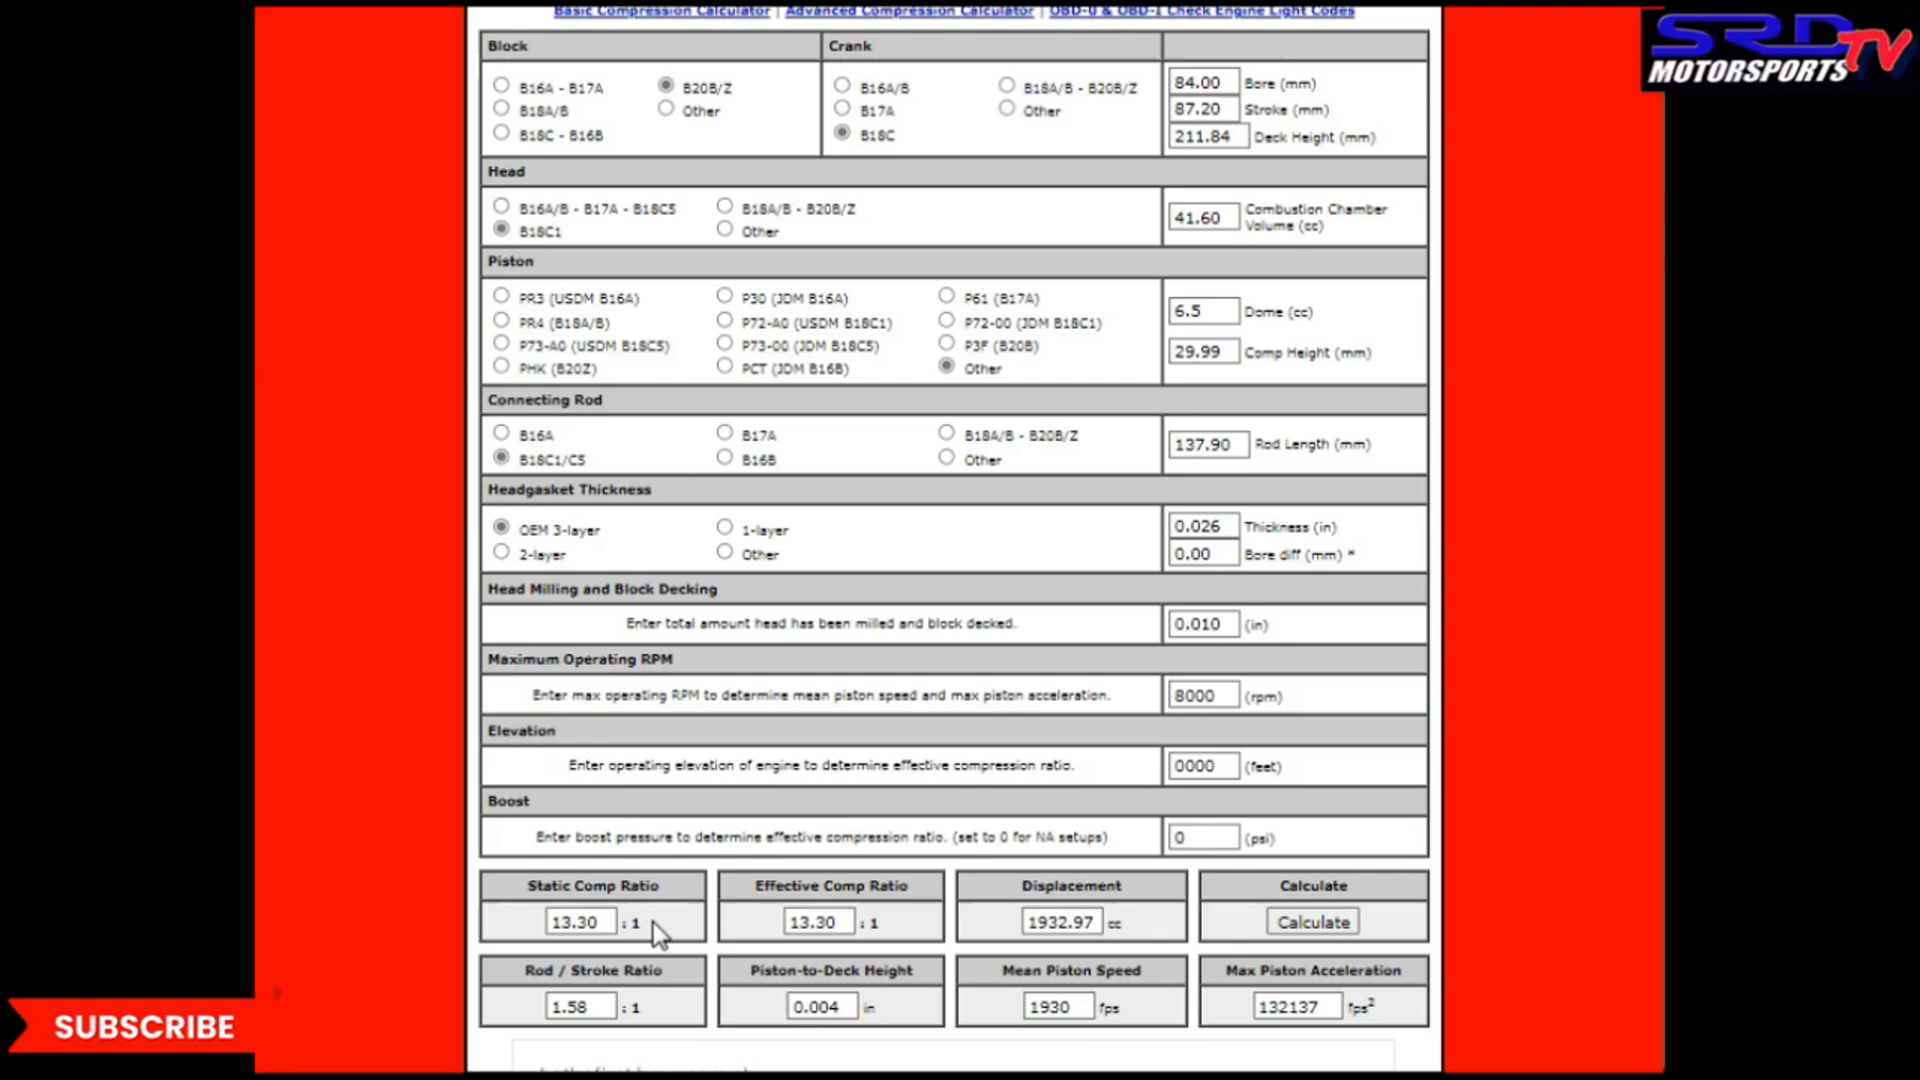 Basic Compression Calculator | Advanced Compression Calculator | OBD-0 & OBD-1 Check Engine Light Codes
SRD TV
MOTORSPORTS
Block Crank
B16A - B17A B20B/Z B16A/B B18A/B - B20B/Z 84.00 Bore (mm)
B18A/B Other B17A Other 87.20 Stroke (mm)
B18C - B16B B18C 211.84 Deck Height (mm)
Head
B16A/B - B17A - B18C5 B18A/B - B20B/Z 41.60 Combustion Chamber
B18C1 Other Volume (cc)
Piston
PR3 (USDM B16A) P30 (JDM B16A) P61 (B17A) 6.5 Dome (cc)
PR4 (B18A/B) P72-A0 (USDM B18C1) P72-00 (JDM B18C1)
P73-A0 (USDM B18C5) P73-00 (JDM B18C5) P3F (B20B) 29.99 Comp Height (mm)
PHK (B20Z) PCT (JDM B16B) Other
Connecting Rod
B16A B17A B18A/B - B20B/Z 137.90 Rod Length (mm)
B18C1/C5 B16B Other
Headgasket Thickness
OEM 3-layer 1-layer 0.026 Thickness (in)
2-layer Other 0.00 Bore diff (mm) *
Head Milling and Block Decking
Enter total amount head has been milled and block decked. 0.010 (in)
Maximum Operating RPM
Enter max operating RPM to determine mean piston speed and max piston acceleration. 8000 (rpm)
Elevation
Enter operating elevation of engine to determine effective compression ratio. 0000 (feet)
Boost
Enter boost pressure to determine effective compression ratio. (set to 0 for NA setups) 0 (psi)
Static Comp Ratio Effective Comp Ratio Displacement Calculate
13.30 : 1 13.30 : 1 1932.97 cc Calculate
Rod / Stroke Ratio Piston-to-Deck Height Mean Piston Speed Max Piston Acceleration
1.58 : 1 0.004 in 1930 fps 132137 fps2
SUBSCRIBE